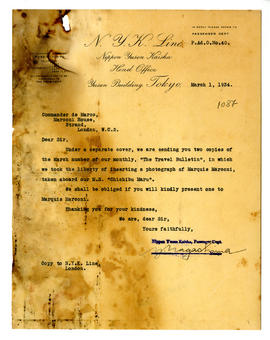 IN REPLY PLEASE REFER TO
PASSENGER DEPT
P.Ad.O.No.40.
N. Y. K. Line
Nippon Yusen Kaisha
Head Office
Yusen Building, Tokyo.
March 1, 1934.
Commander de Marco,
Marconi House,
Strand,
London, W.C.2.
Dear Sir,
Under a separate cover, we are sending you two copies
of the March number of our monthly, "The Travel Bulletin", in which
we took the liberty of inserting a photograph of Marquis Marconi,
taken aboard our M.S. "Chichibu Maru".
We shall be obliged if you will kindly present one to
Marquis Marconi.
Thanking you for your kindness,
We are, dear Sir,
Yours faithfully,
Nippon Yusen Kaisha, Passenger Dept.
Copy to N.Y.K. Line,
London.